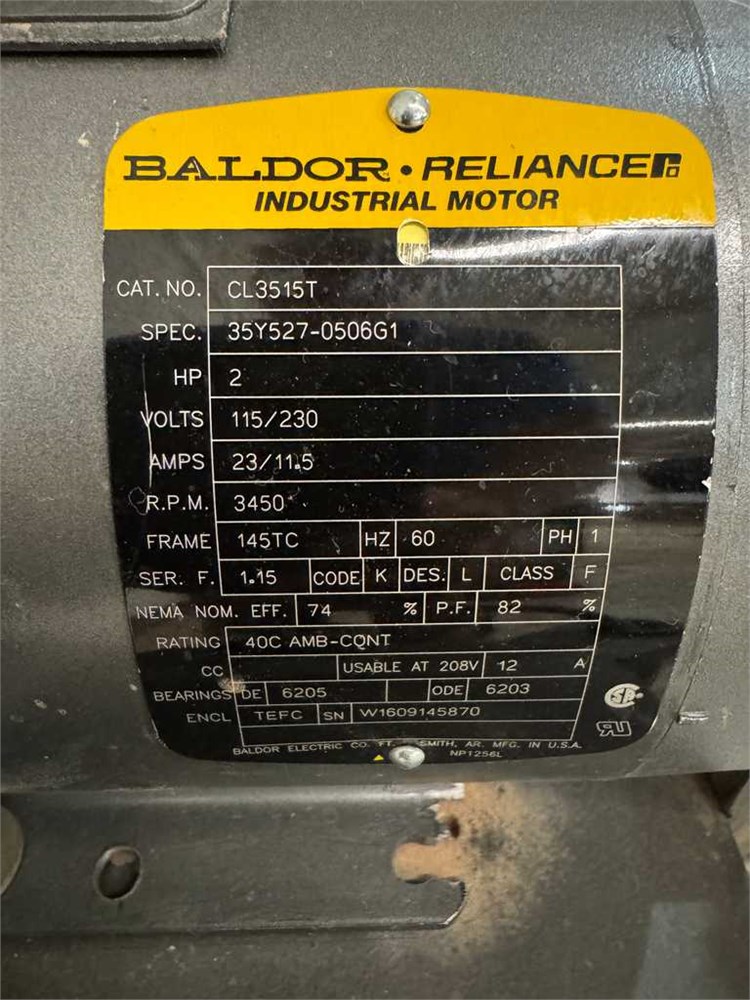 BALDOR • RELIANCE
INDUSTRIAL MOTOR
CAT. NO. CL3515T
SPEC. 35Y527-0506G1
HP 2
VOLTS 115/230
AMPS 23/11.5
R.P.M. 3450
FRAME 145TC HZ 60 PH 1
SER. F. 1.15 CODE K DES. L CLASS F
NEMA NOM. EFF. 74 % P.F. 82 %
RATING 40C AMB-CONT
CC USABLE AT 208V 12 A
BEARINGS DE 6205 ODE 6203
ENCL TEFC SN W1609145870
BALDOR ELECTRIC CO. FT. SMITH, AR. MFG. IN U.S.A.
NP1256L